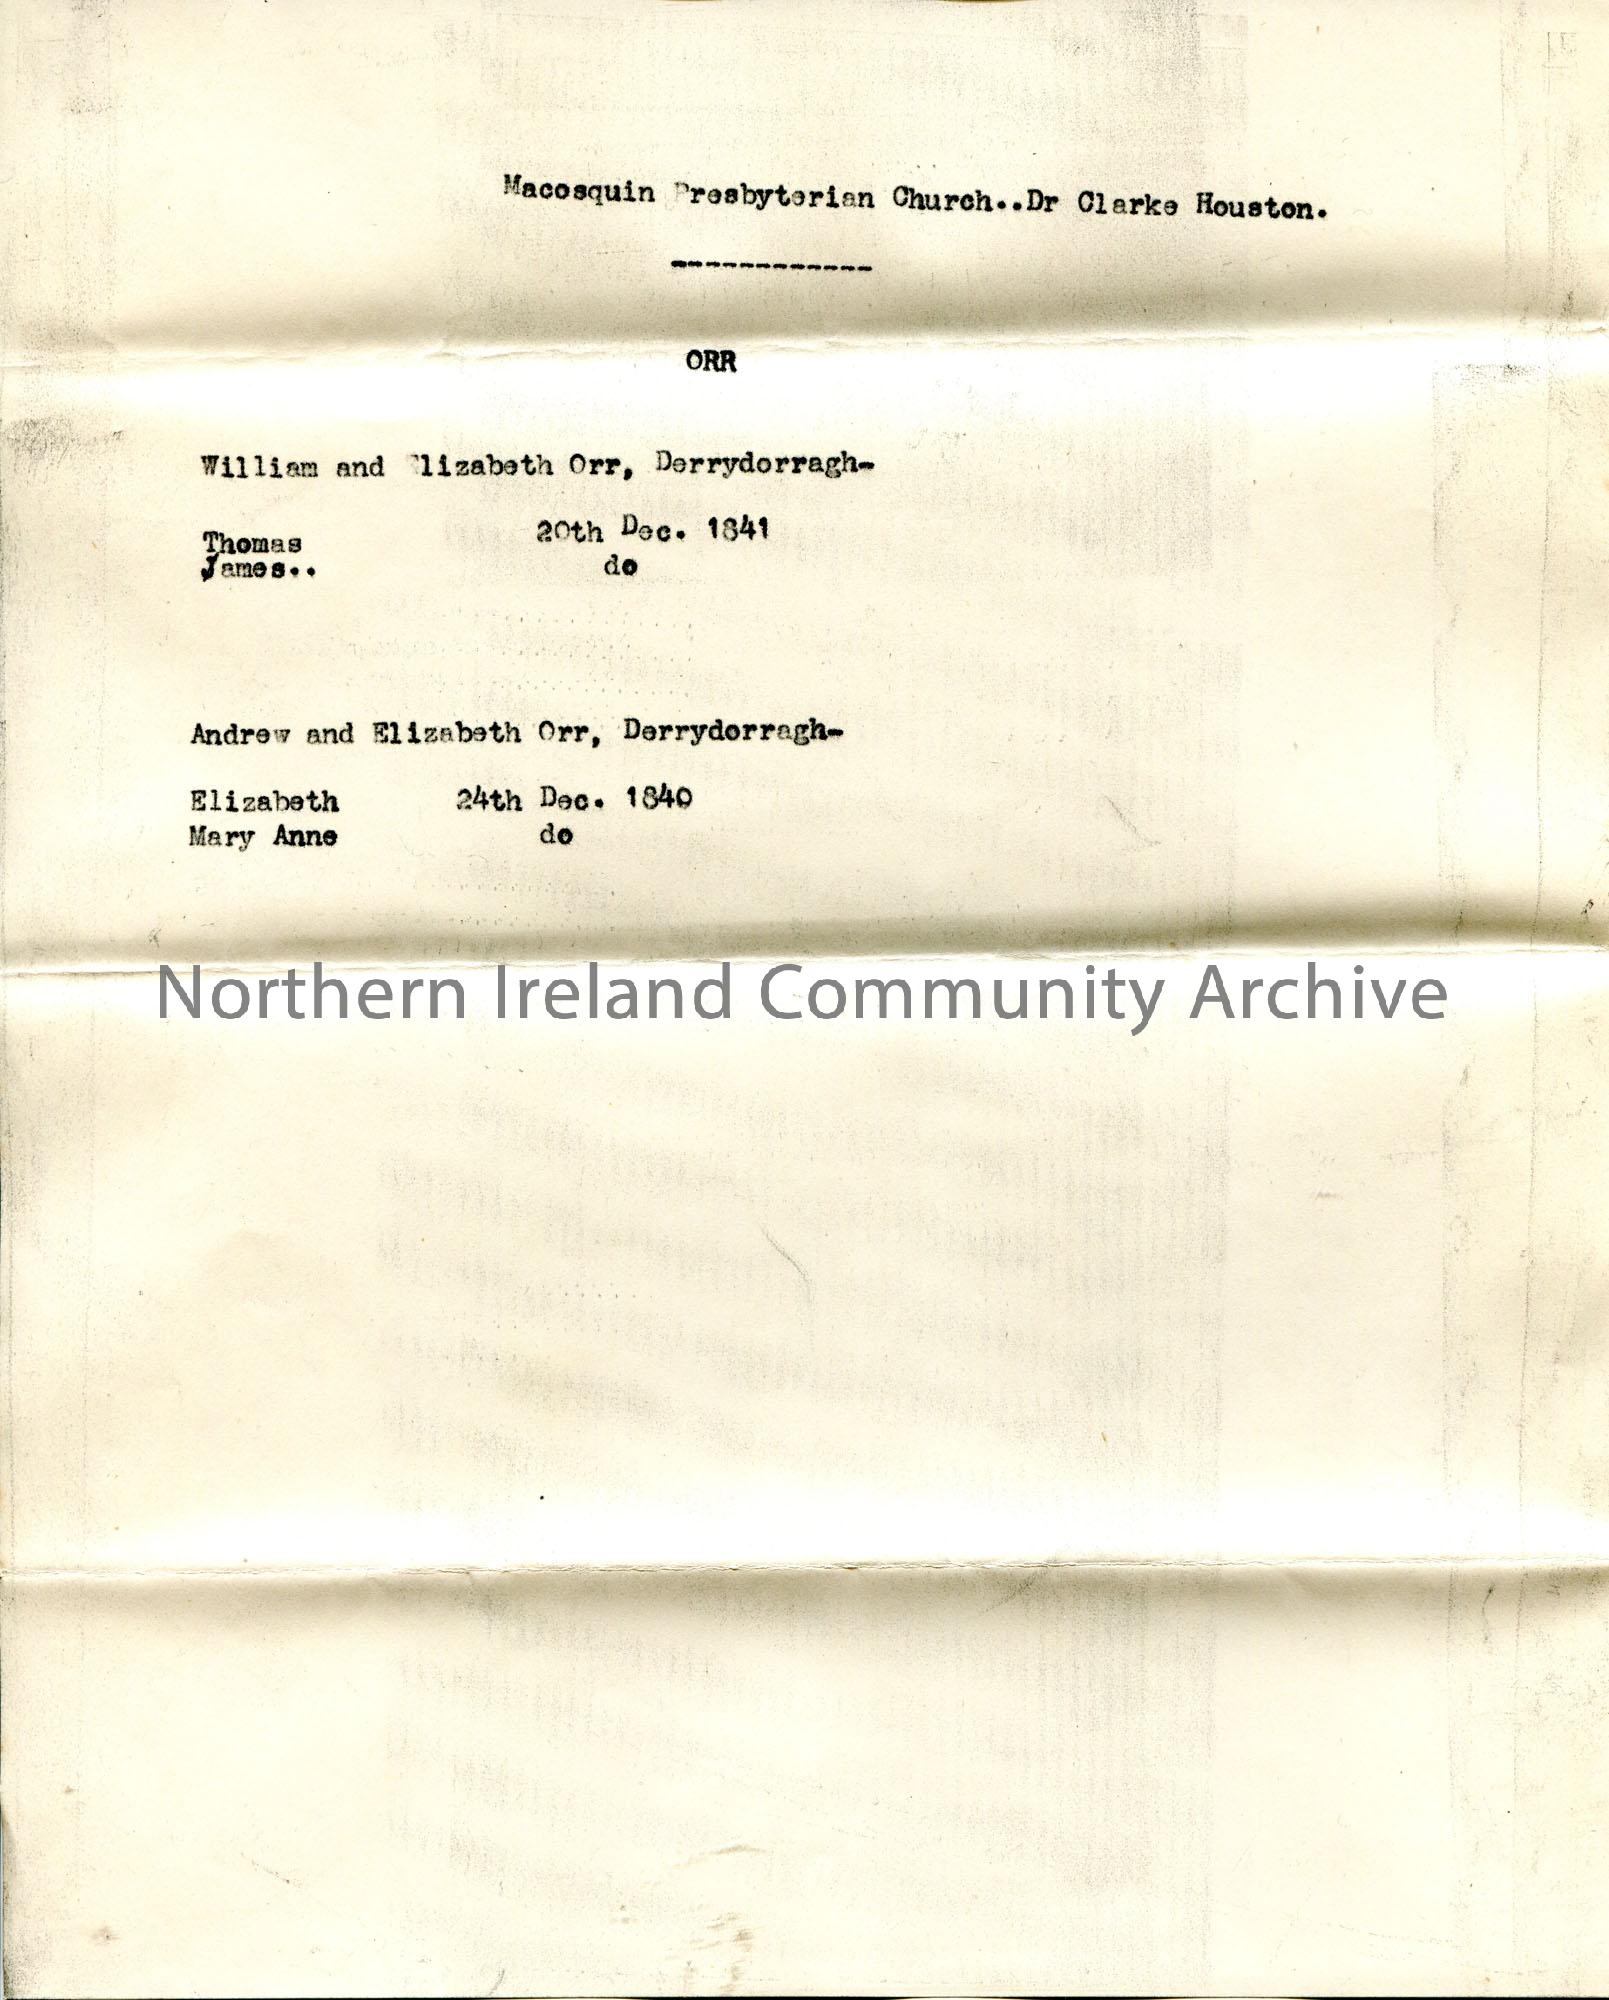 Macosquin Presbyterian Church..Dr Clarke Houston.
------------
ORR
William and Elizabeth Orr, Derrydorragh-
Thomas 20th Dec. 1841
James.. do
Andrew and Elizabeth Orr, Derrydorragh-
Elizabeth 24th Dec. 1840
Mary Anne do
Northern Ireland Community Archive